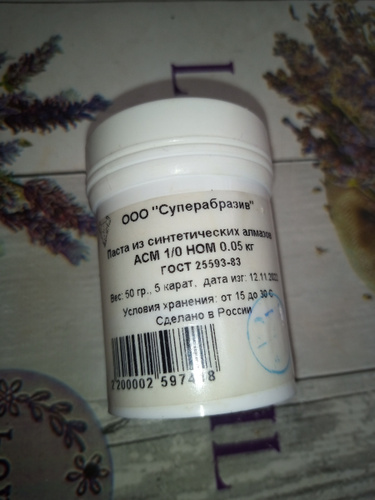 ООО "Суперабразив"
Паста из синтетических алмазов
АСМ 1/0 НОМ 0.05 кг
ГОСТ 25593-83
Вес: 50 гр., 5 карат, дата изг: 12.11
Условия хранения: от 15 до 30 С
Сделано в России